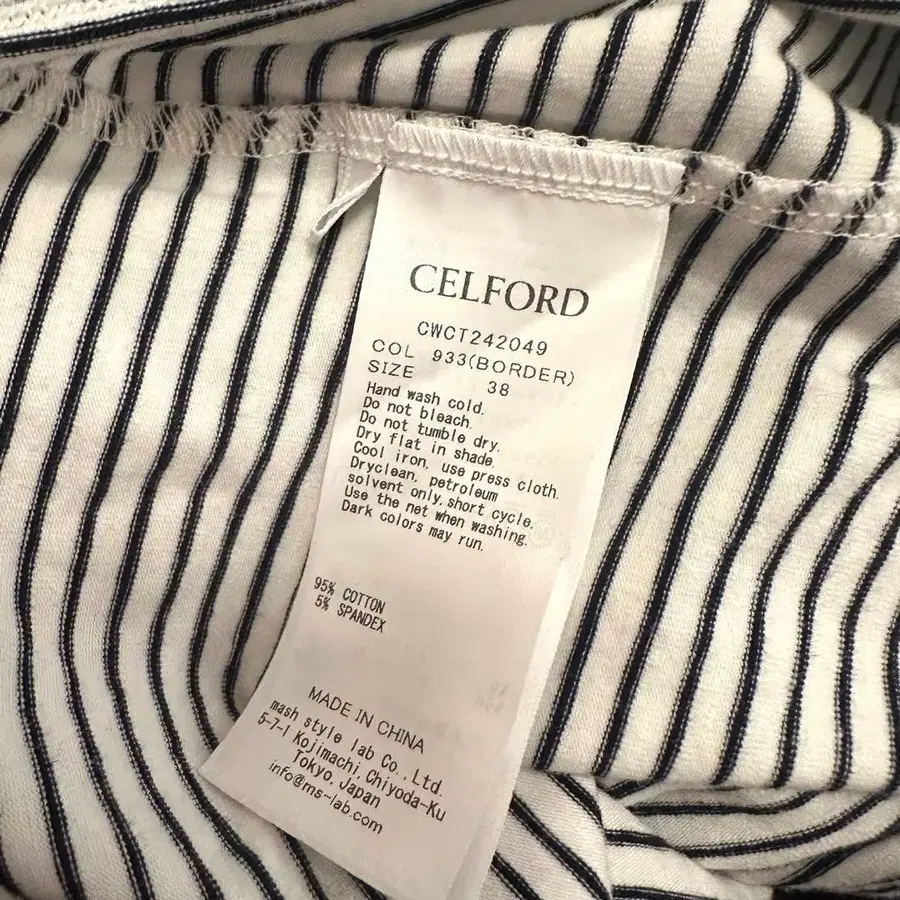 CELFORD
CWCT242049
COL 933(BORDER)
SIZE 38
Hand wash cold.
Do not bleach.
Do not tumble dry.
Dry flat in shade.
Cool iron, use press cloth.
Dryclean, petroleum
solvent only, short cycle.
Use the net when washing.
Dark colors may run.
95% COTTON
5% SPANDEX
MADE IN CHINA
mash style lab Co., Ltd.
5-7-1 Kojimachi, Chiyoda-Ku
Tokyo, Japan
info@ms-lab.com